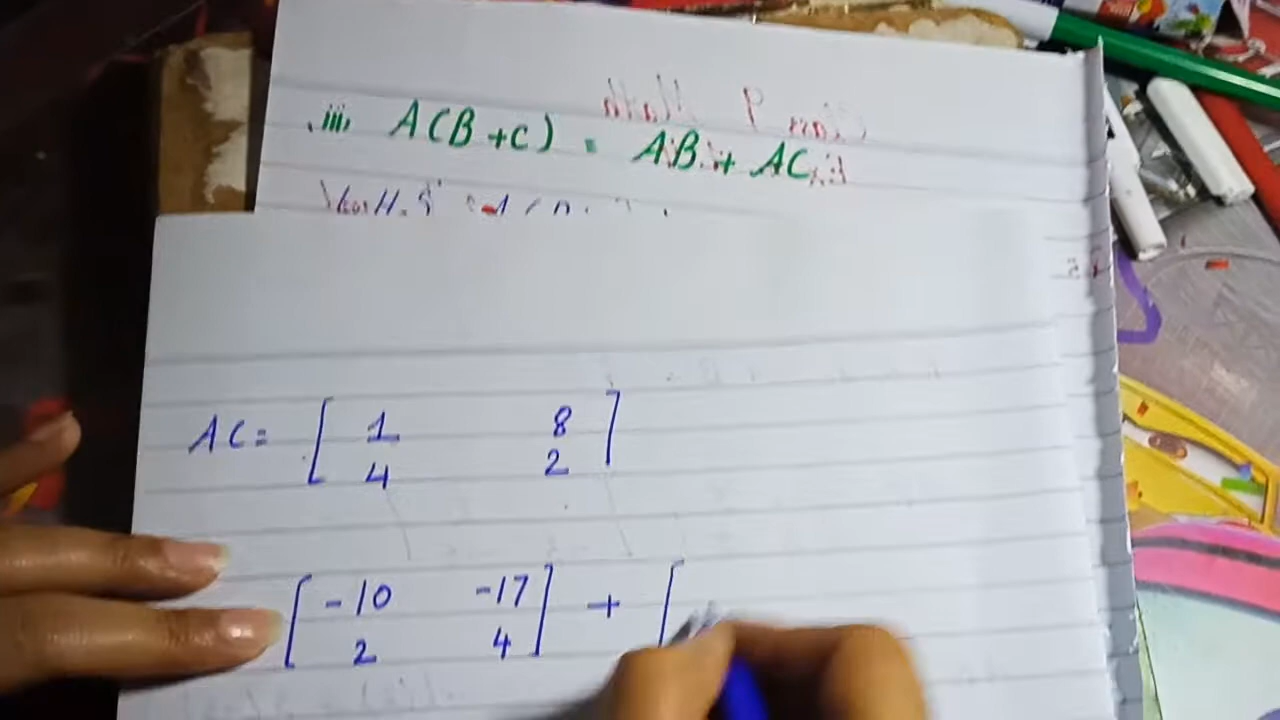 iii, A(B+C) = AB + AC
AC = [ 1 8 ]
4 2
[ -10 -17 ] + [
2 4